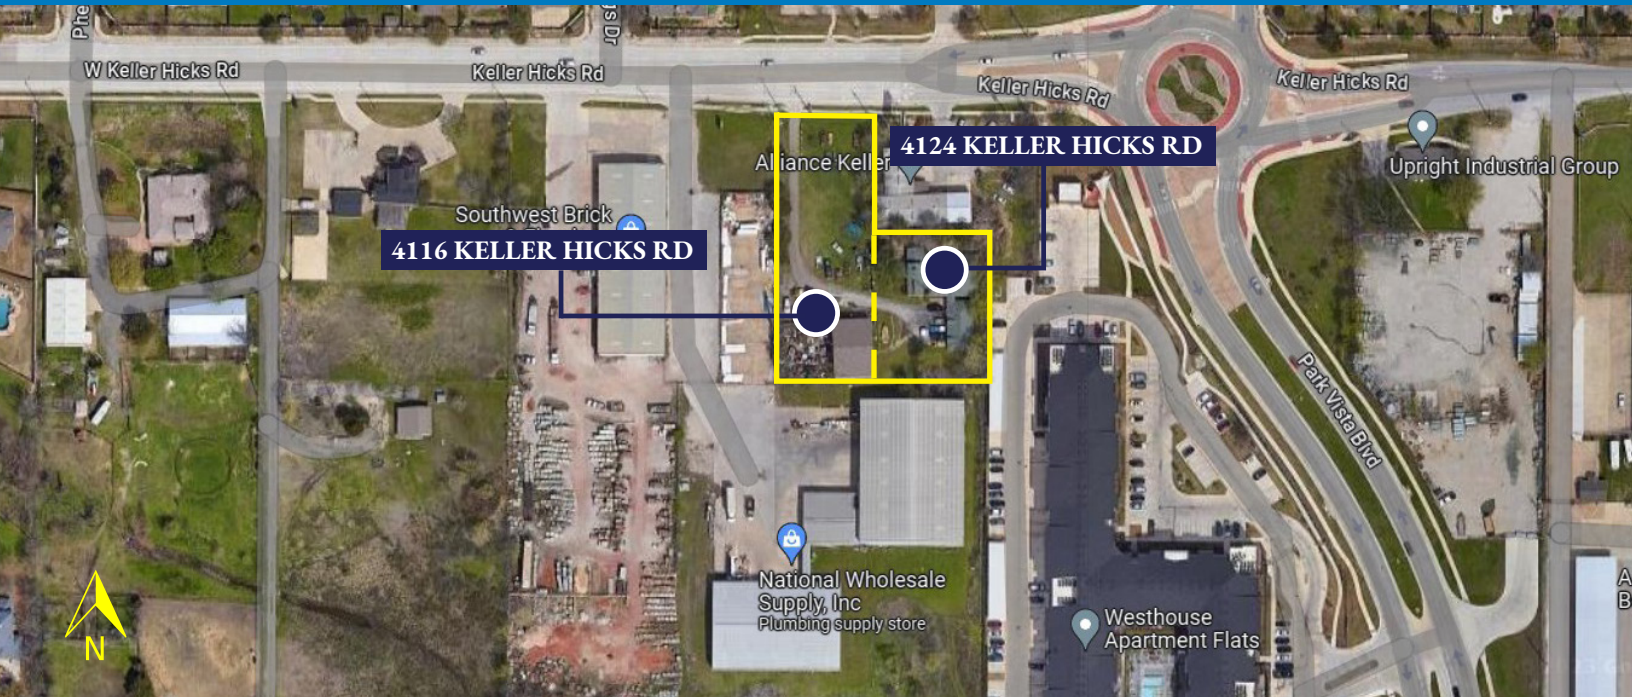 W Keller Hicks Rd
Keller Hicks Rd
Keller Hicks Rd
Keller Hicks Rd
4124 KELLER HICKS RD
Alliance Keller
Upright Industrial Group
Southwest Brick
4116 KELLER HICKS RD
Park Vista Blvd
National Wholesale
Supply, Inc
Plumbing supply store
Westhouse
Apartment Flats
N